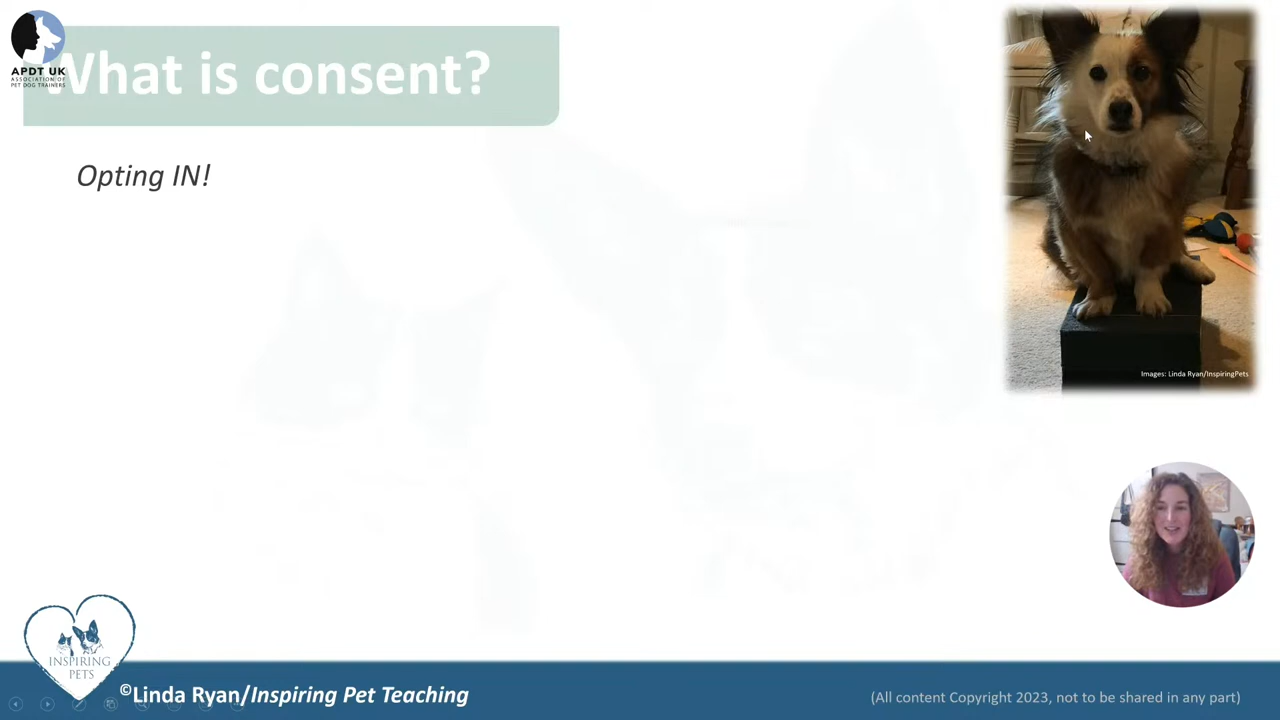 What is consent?
APDT UK
ASSOCIATION OF
PET DOG TRAINERS
Opting IN!
Images: Linda Ryan/InspiringPets
INSPIRING
PETS
©Linda Ryan/Inspiring Pet Teaching
(All content Copyright 2023, not to be shared in any part)